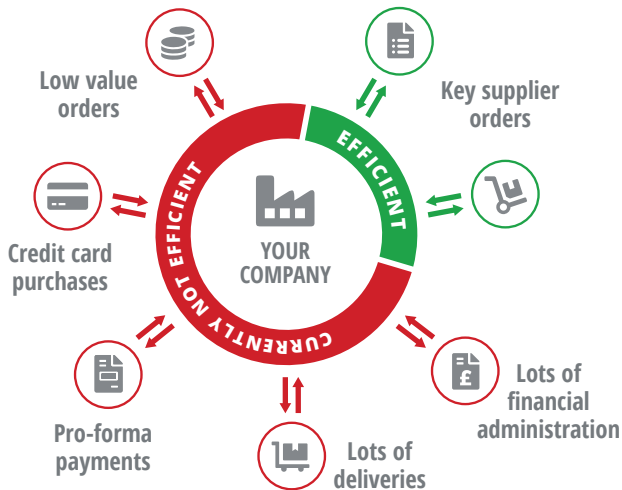 Low value
orders
Key supplier
orders
EFFICIENT
CURRENTLY NOT EFFICIENT
YOUR
COMPANY
Credit card
purchases
£
Lots of
financial
administration
Pro-forma
payments
Lots of
deliveries